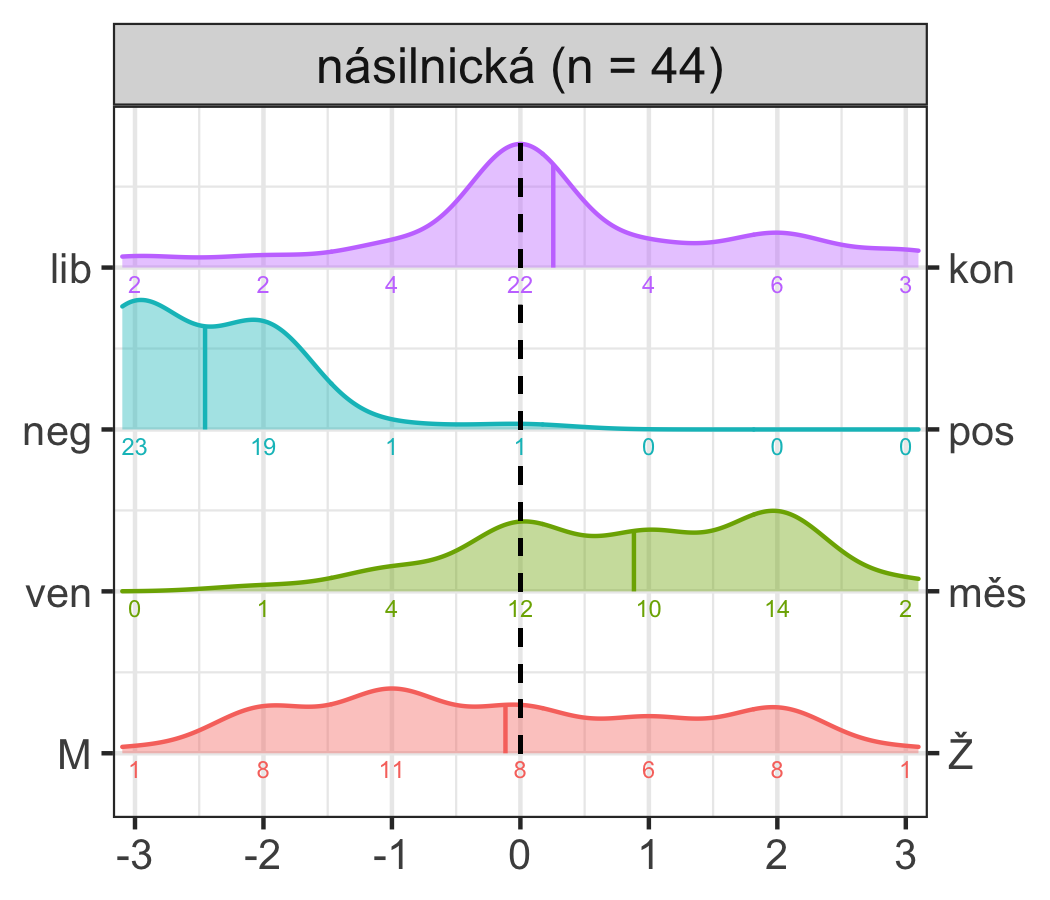 násilnická (n = 44)
lib kon
2 2 4 22 4 6 3
neg pos
23 19 1 1 0 0 0
ven měs
0 1 4 12 10 14 2
M Ž
1 8 11 8 6 8 1
-3 -2 -1 0 1 2 3